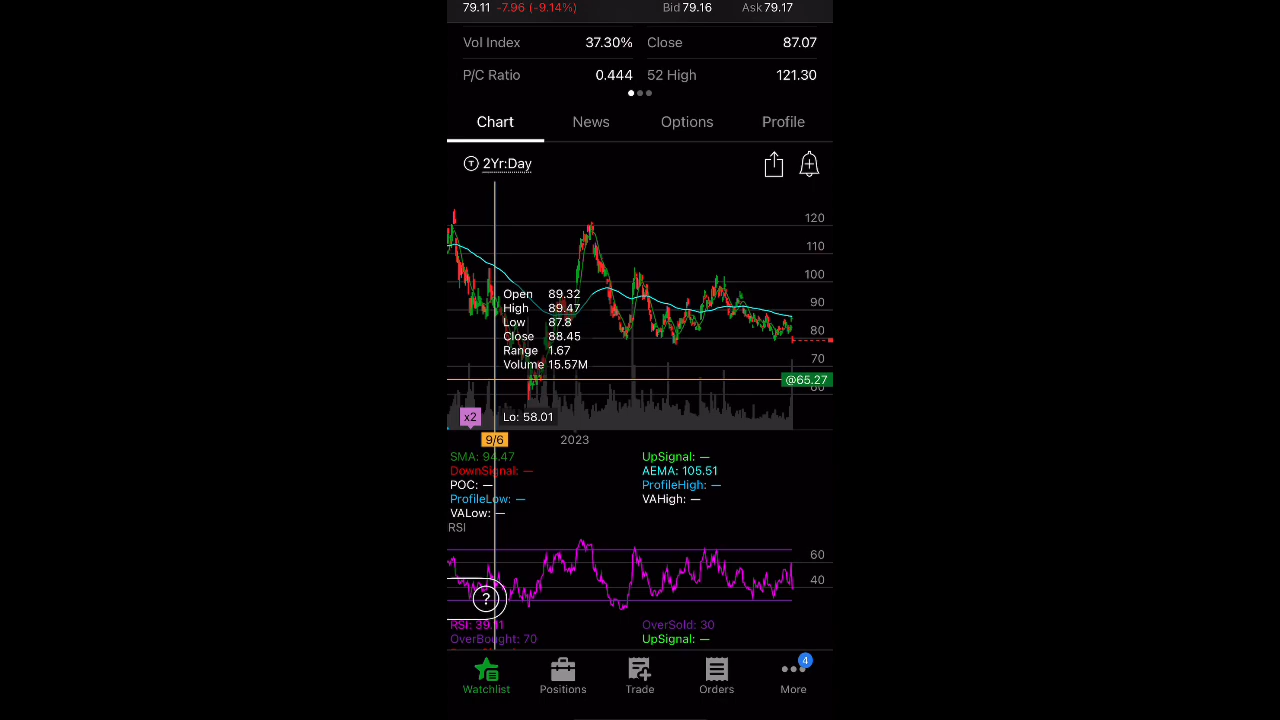 79.11 -7.96 (-9.14%) Bid 79.16 Ask 79.17
Vol Index 37.30% Close 87.07
P/C Ratio 0.444 52 High 121.30
Chart News Options Profile
T 2Yr:Day
120
110
100
Open 89.32
90
High 89.47
Low 87.8
80
Close 88.45
Range 1.67
70
Volume 15.57M
@65.27
60
x2 Lo: 58.01
9/6 2023
SMA: 94.47 UpSignal: —
DownSignal: — AEMA: 105.51
POC: — ProfileHigh: —
ProfileLow: — VAHigh: —
VALow: —
RSI
60
40
?
RSI: 39.11 OverSold: 30
OverBought: 70 UpSignal: —
4
Watchlist Positions Trade Orders More